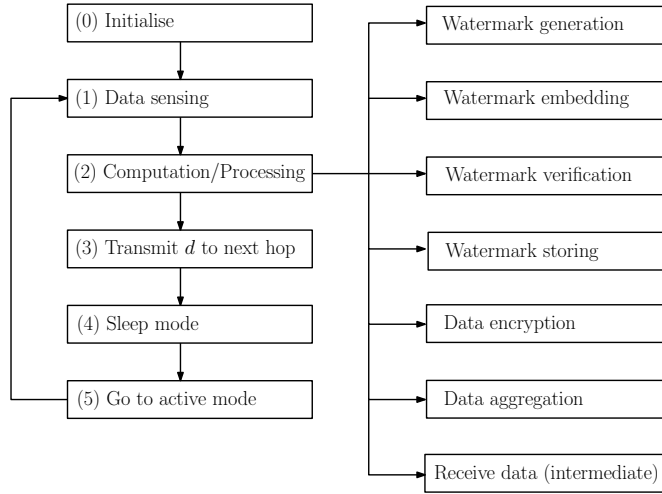 (0) Initialise
(1) Data sensing
(2) Computation/Processing
(3) Transmit d to next hop
(4) Sleep mode
(5) Go to active mode
Watermark generation
Watermark embedding
Watermark verification
Watermark storing
Data encryption
Data aggregation
Receive data (intermediate)